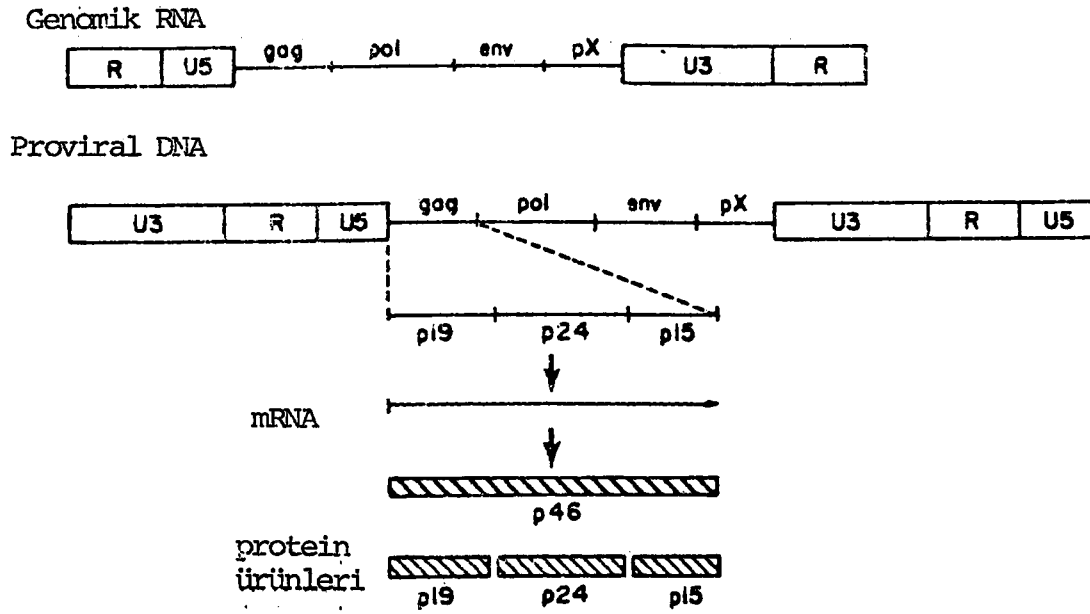 Genomik RNA
gag pol env pX
R U5 U3 R
Proviral DNA
gag pol env pX
U3 R U5 U3 R U5
p19 p24 p15
mRNA
p46
protein
ürünleri
p19 p24 p15